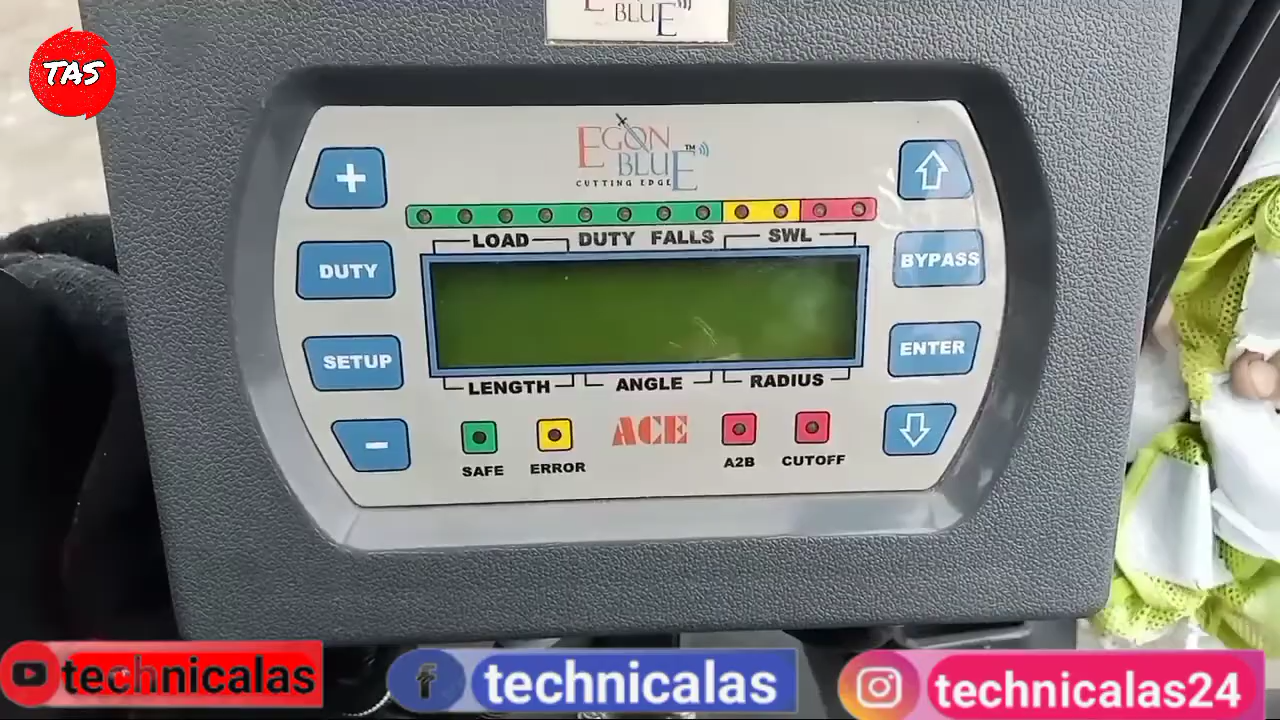 BLUE
TAS
EGON
BLUE
TM
CUTTING EDGE
+
DUTY
SETUP
-
BYPASS
ENTER
LOAD DUTY FALLS SWL
LENGTH ANGLE RADIUS
ACE
SAFE ERROR A2B CUTOFF
technicalas
technicalas
technicalas24